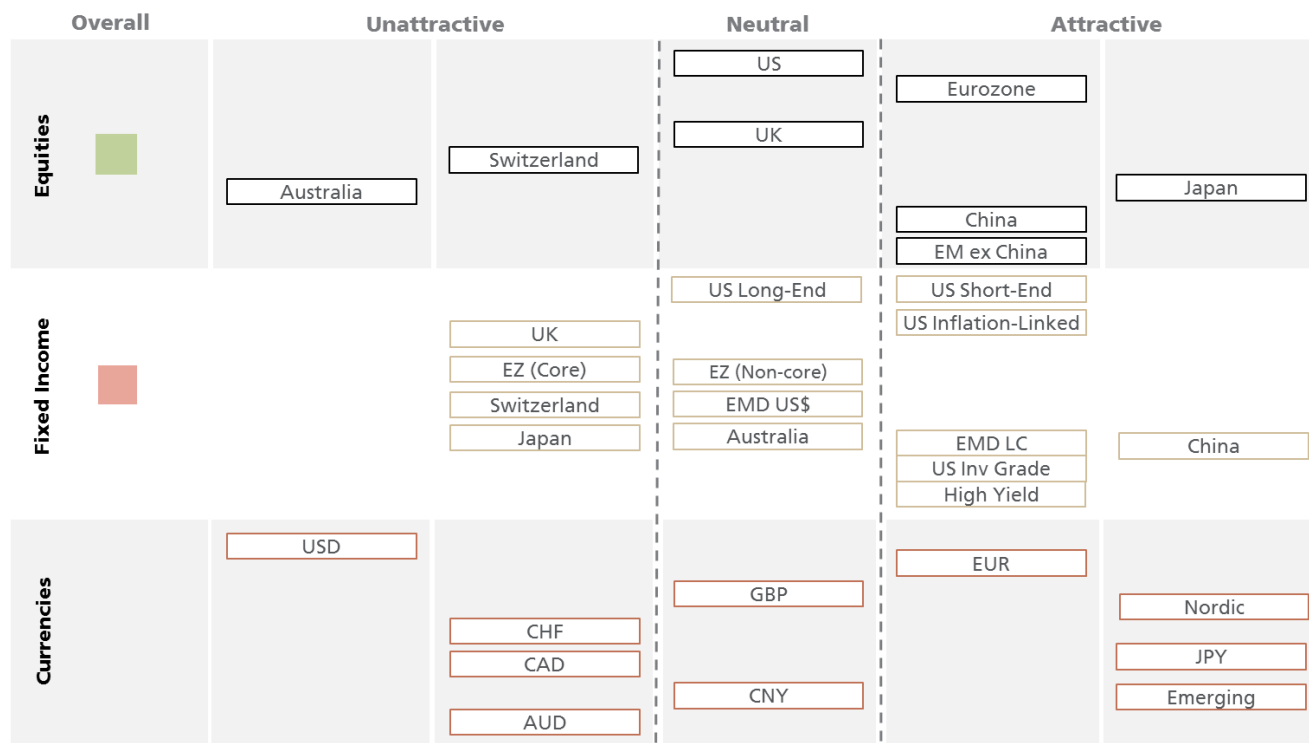 Overall
Unattractive
Neutral
Attractive
Equities
US
Eurozone
UK
Switzerland
Australia
Japan
China
EM ex China
Fixed Income
US Long-End
US Short-End
US Inflation-Linked
UK
EZ (Core)
EZ (Non-core)
Switzerland
EMD US$
Japan
Australia
EMD LC
China
US Inv Grade
High Yield
Currencies
USD
EUR
GBP
Nordic
CHF
CAD
JPY
CNY
Emerging
AUD